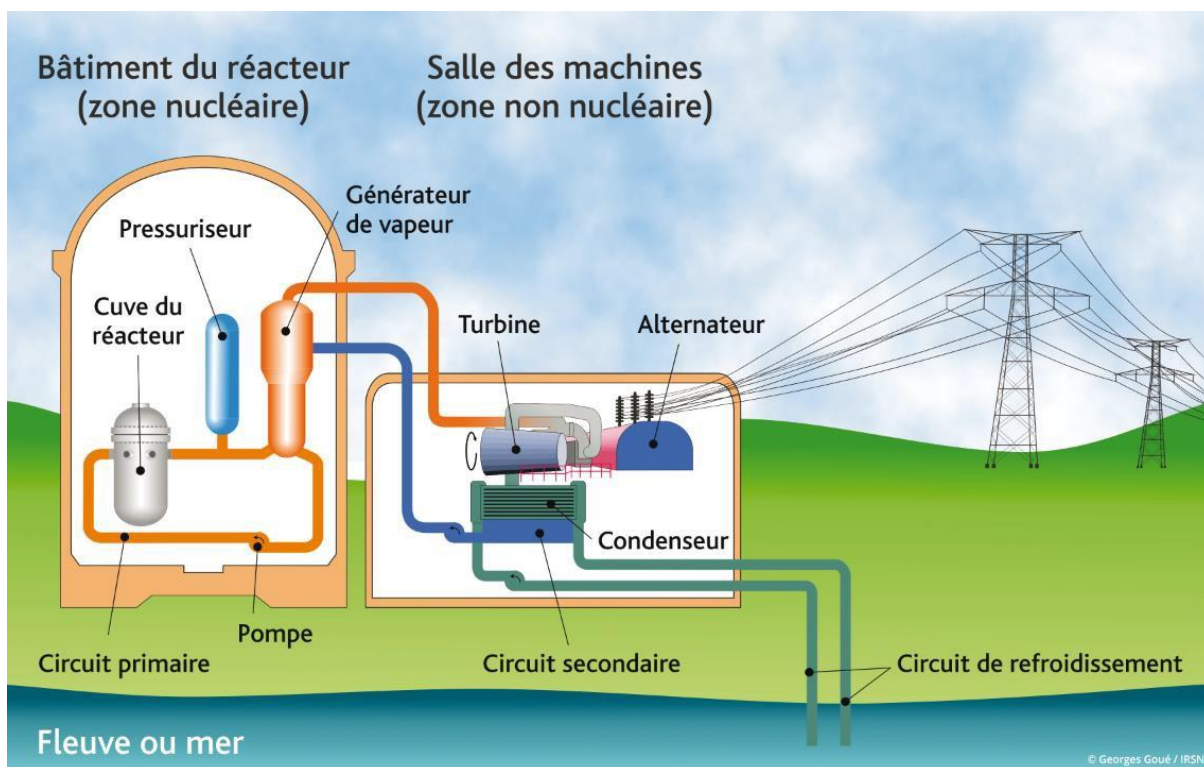 Bâtiment du réacteur
(zone nucléaire)
Salle des machines
(zone non nucléaire)
Générateur
de vapeur
Pressuriseur
Cuve du
réacteur
Turbine
Alternateur
Condenseur
Pompe
Circuit primaire
Circuit secondaire
Circuit de refroidissement
Fleuve ou mer
© Georges Goué / IRSN